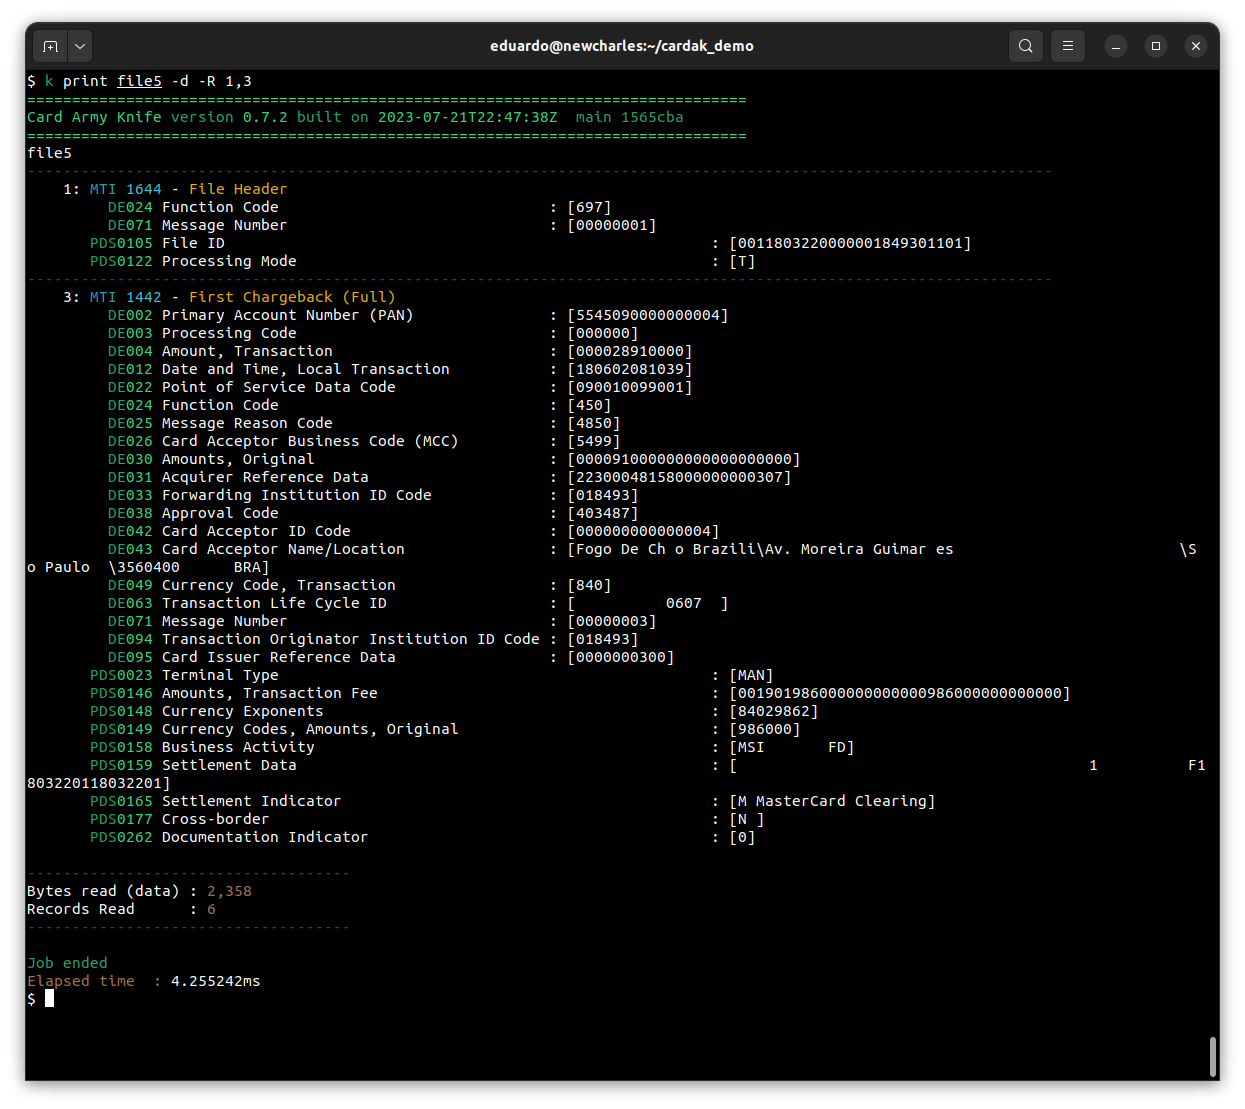 eduardo@newcharles:~/cardak_demo
$ k print file5 -d -R 1,3
================================================================================
Card Army Knife version 0.7.2 built on 2023-07-21T22:47:38Z  main 1565cba
================================================================================
file5
------------------------------------------------------------------------------------------------------------------
    1: MTI 1644 - File Header
         DE024 Function Code                              : [697]
         DE071 Message Number                             : [00000001]
       PDS0105 File ID                                                      : [0011803220000001849301101]
       PDS0122 Processing Mode                                              : [T]
------------------------------------------------------------------------------------------------------------------
    3: MTI 1442 - First Chargeback (Full)
         DE002 Primary Account Number (PAN)               : [5545090000000004]
         DE003 Processing Code                            : [000000]
         DE004 Amount, Transaction                        : [000028910000]
         DE012 Date and Time, Local Transaction           : [180602081039]
         DE022 Point of Service Data Code                 : [090010099001]
         DE024 Function Code                              : [450]
         DE025 Message Reason Code                        : [4850]
         DE026 Card Acceptor Business Code (MCC)          : [5499]
         DE030 Amounts, Original                          : [000091000000000000000000]
         DE031 Acquirer Reference Data                    : [22300048158000000000307]
         DE033 Forwarding Institution ID Code             : [018493]
         DE038 Approval Code                              : [403487]
         DE042 Card Acceptor ID Code                      : [000000000000004]
         DE043 Card Acceptor Name/Location                : [Fogo De Ch o Brazili\Av. Moreira Guimar es                         \S
o Paulo  \3560400      BRA]
         DE049 Currency Code, Transaction                 : [840]
         DE063 Transaction Life Cycle ID                  : [          0607  ]
         DE071 Message Number                             : [00000003]
         DE094 Transaction Originator Institution ID Code : [018493]
         DE095 Card Issuer Reference Data                 : [0000000300]
       PDS0023 Terminal Type                                                : [MAN]
       PDS0146 Amounts, Transaction Fee                                     : [001901986000000000000986000000000000]
       PDS0148 Currency Exponents                                           : [84029862]
       PDS0149 Currency Codes, Amounts, Original                            : [986000]
       PDS0158 Business Activity                                            : [MSI       FD]
       PDS0159 Settlement Data                                              : [                                       1          F1
803220118032201]
       PDS0165 Settlement Indicator                                         : [M MasterCard Clearing]
       PDS0177 Cross-border                                                 : [N ]
       PDS0262 Documentation Indicator                                      : [0]
------------------------------------
Bytes read (data) : 2,358
Records Read      : 6
------------------------------------
Job ended
Elapsed time  : 4.255242ms
$